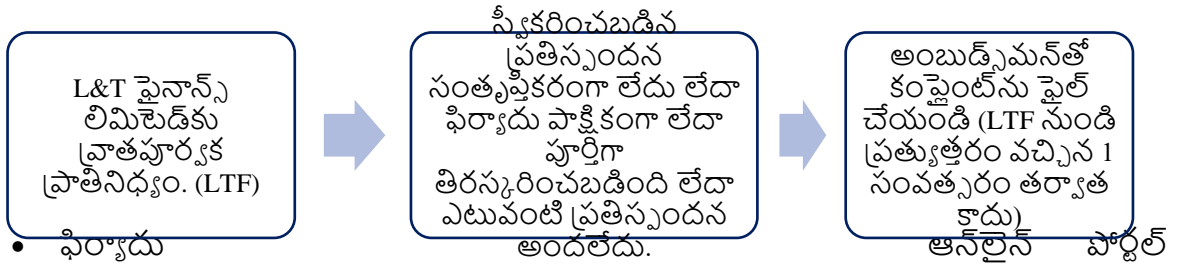 L&T ఫైనాన్స్
లిమిటెడ్‌కు
వ్రాతపూర్వక
ప్రాతినిధ్యం. (LTF)
స్వీకరించబడిన
ప్రతిస్పందన
సంతృప్తికరంగా లేదు లేదా
ఫిర్యాదు పాక్షికంగా లేదా
పూర్తిగా
తిరస్కరించబడింది లేదా
ఎటువంటి ప్రతిస్పందన
అందలేదు.
అంబుడ్స్‌మన్‌తో
కంప్లైంట్‌ను ఫైల్
చేయండి (LTF నుండి
ప్రత్యుత్తరం వచ్చిన 1
సంవత్సరం తర్వాత
కాదు)
• ఫిర్యాదు ఆన్‌లైన్ పోర్టల్